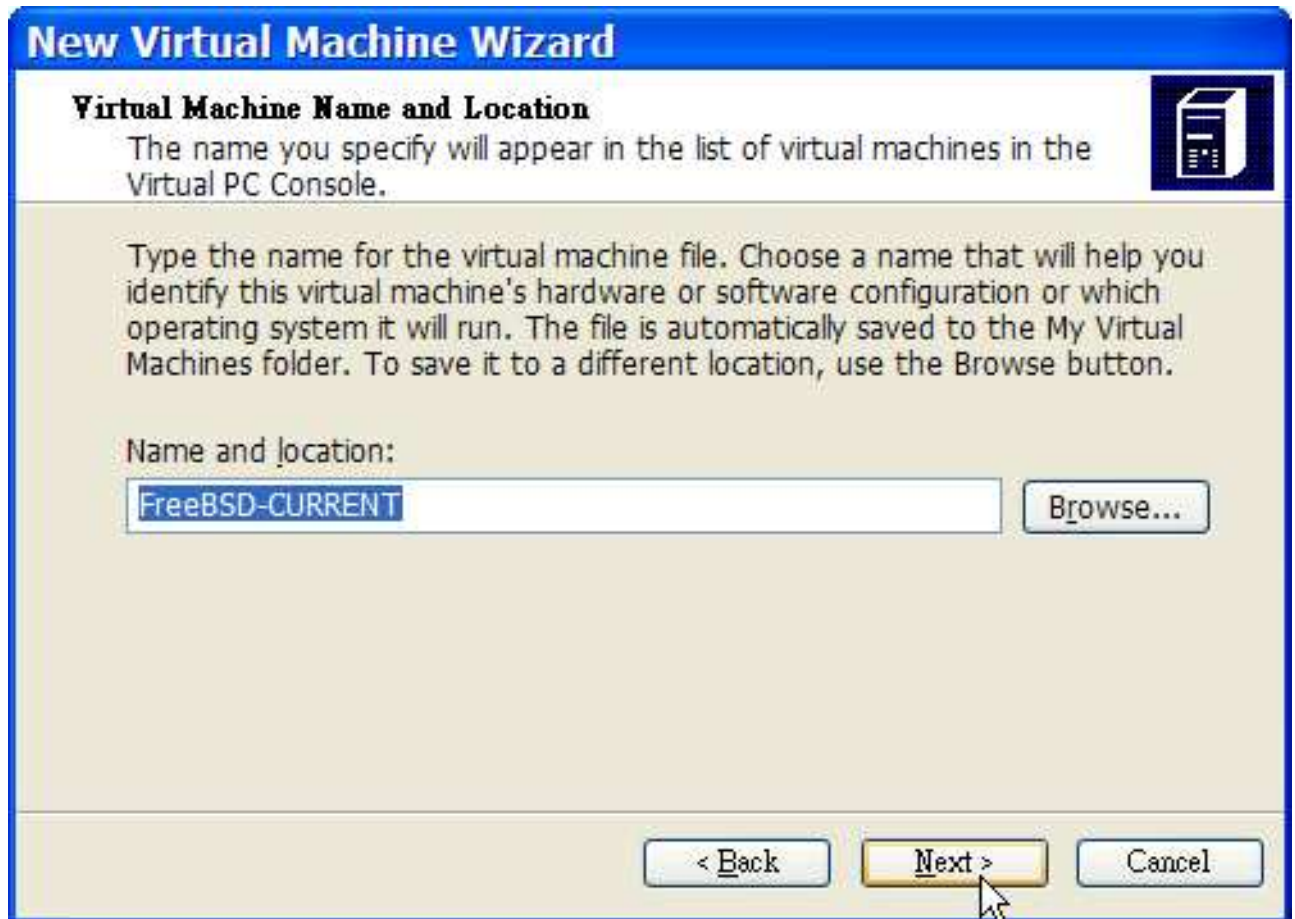 New Virtual Machine Wizard
Virtual Machine Name and Location
The name you specify will appear in the list of virtual machines in the
Virtual PC Console.
Type the name for the virtual machine file. Choose a name that will help you
identify this virtual machine's hardware or software configuration or which
operating system it will run. The file is automatically saved to the My Virtual
Machines folder. To save it to a different location, use the Browse button.
Name and location:
FreeBSD-CURRENT
Browse...
< Back
Next >
Cancel